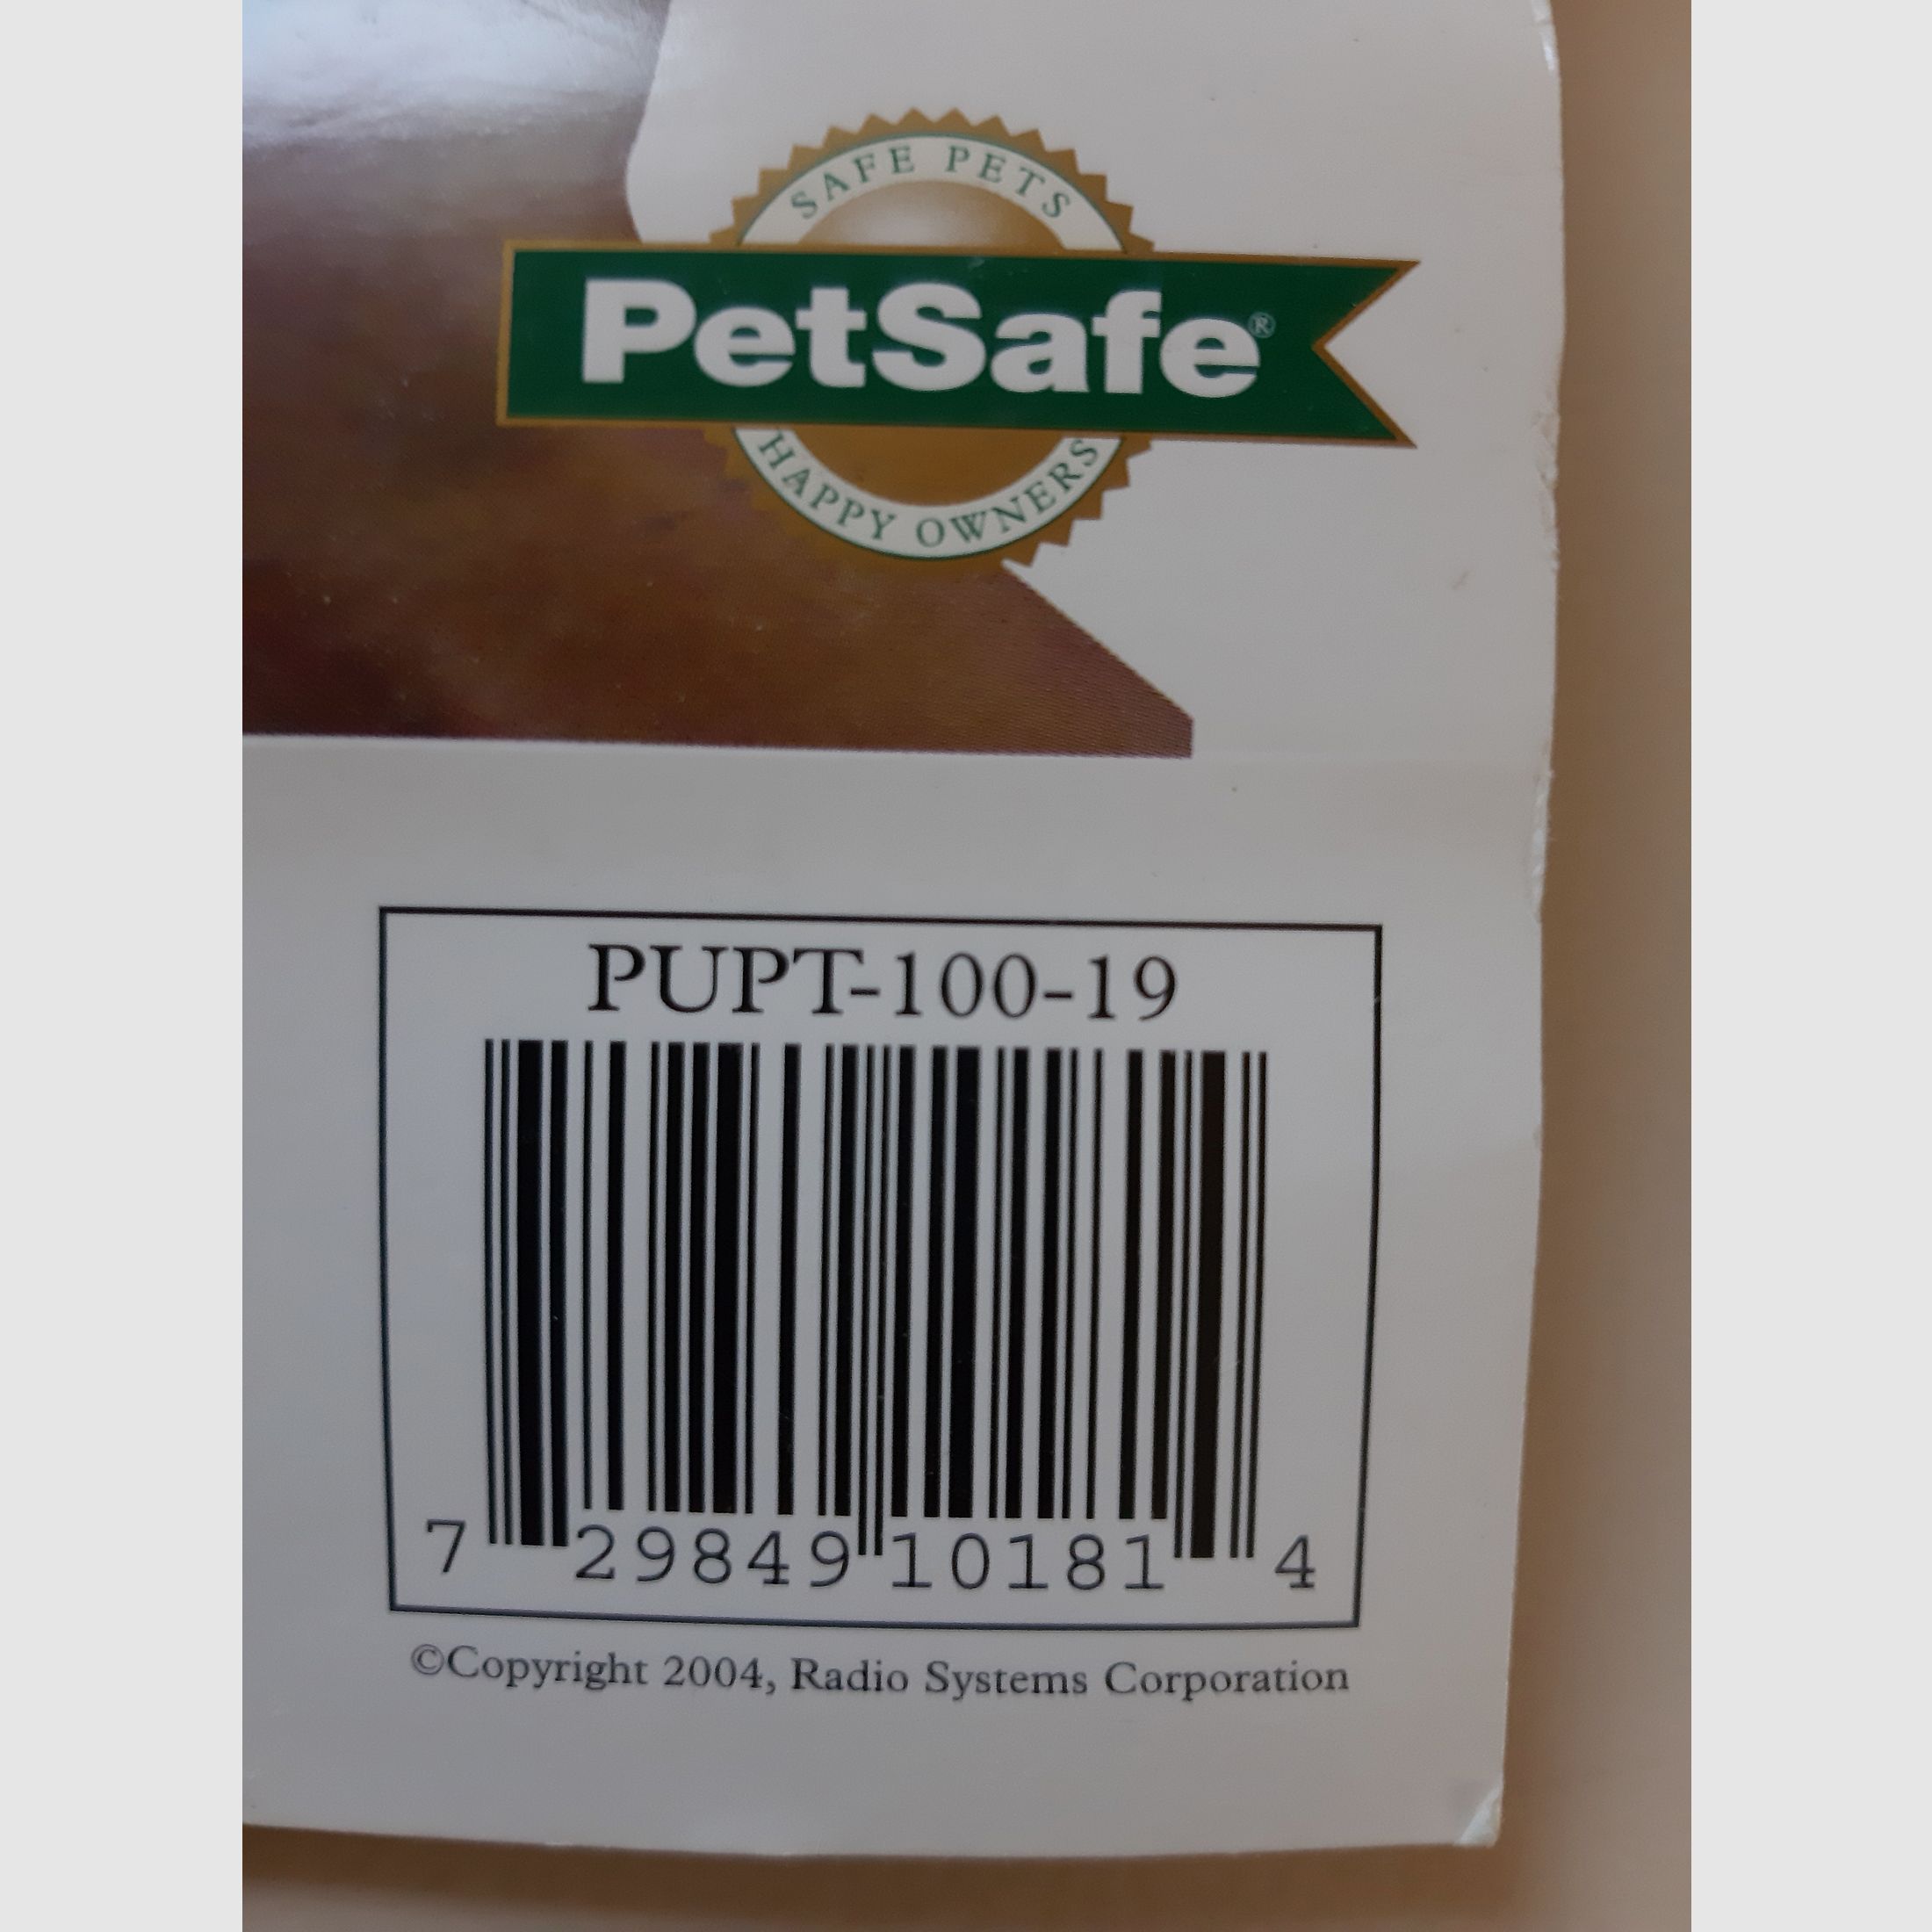 SAFE PETS
PetSafe®
HAPPY OWNERS
PUPT-100-19
7 29849 10181 4
©Copyright 2004, Radio Systems Corporation